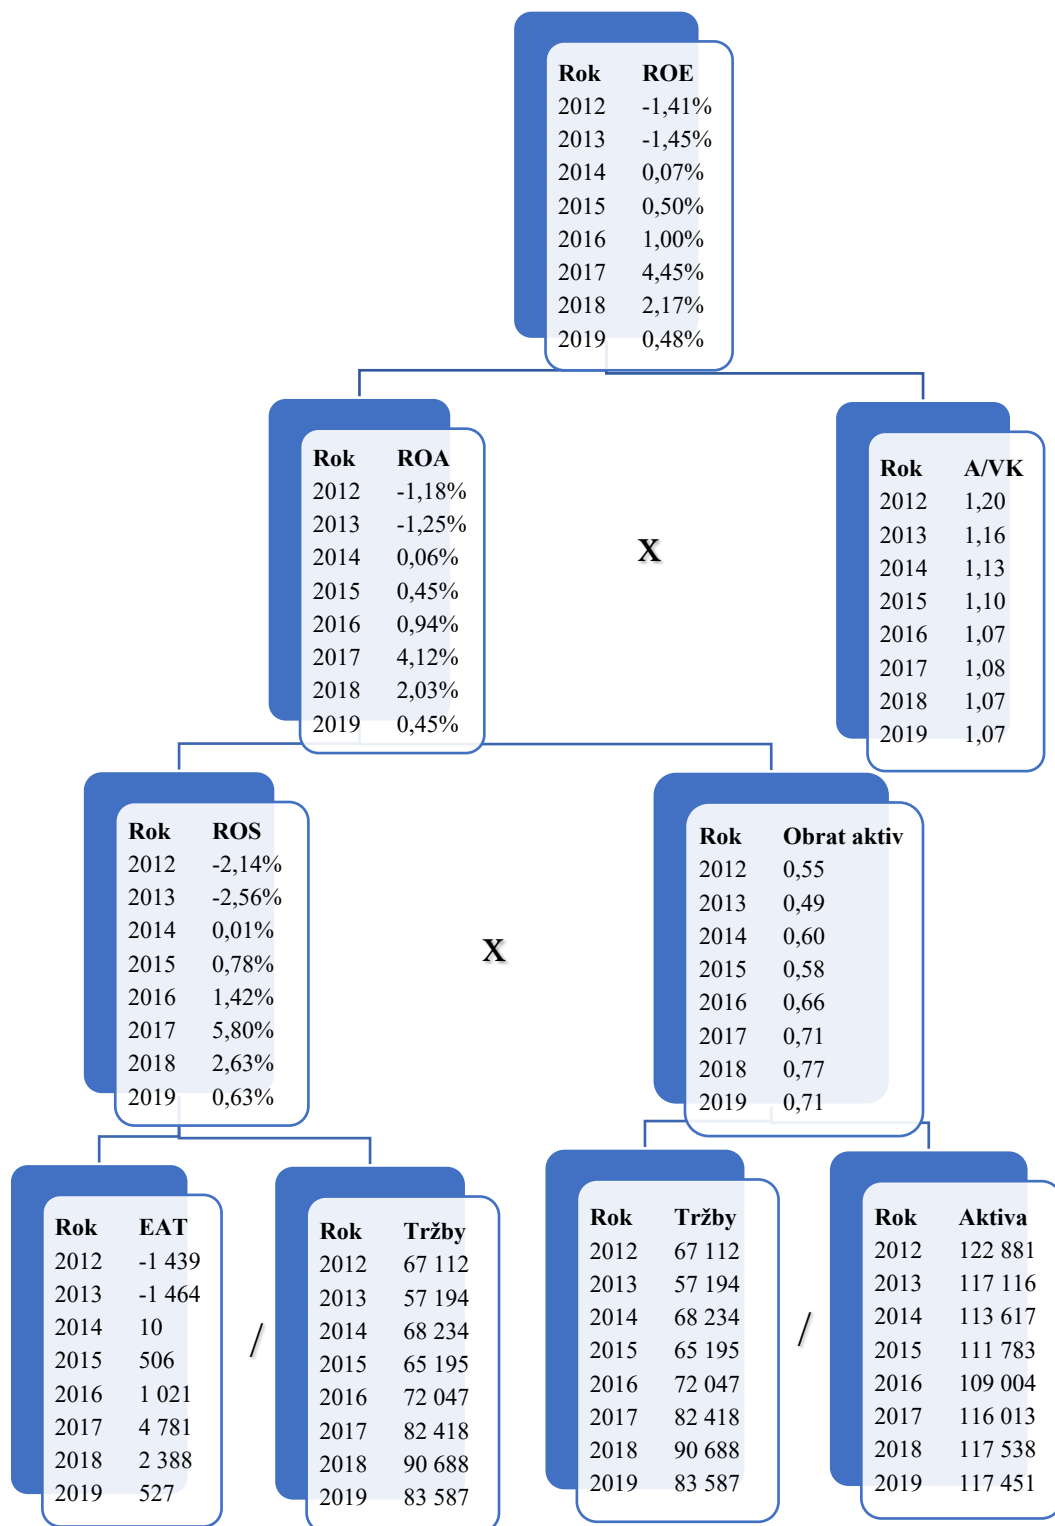 Rok ROE
2012 -1,41%
2013 -1,45%
2014 0,07%
2015 0,50%
2016 1,00%
2017 4,45%
2018 2,17%
2019 0,48%
Rok ROA
2012 -1,18%
2013 -1,25%
2014 0,06%
2015 0,45%
2016 0,94%
2017 4,12%
2018 2,03%
2019 0,45%
x
Rok A/VK
2012 1,20
2013 1,16
2014 1,13
2015 1,10
2016 1,07
2017 1,08
2018 1,07
2019 1,07
Rok ROS
2012 -2,14%
2013 -2,56%
2014 0,01%
2015 0,78%
2016 1,42%
2017 5,80%
2018 2,63%
2019 0,63%
x
Rok Obrat aktiv
2012 0,55
2013 0,49
2014 0,60
2015 0,58
2016 0,66
2017 0,71
2018 0,77
2019 0,71
Rok EAT
2012 -1 439
2013 -1 464
2014 10
2015 506
2016 1 021
2017 4 781
2018 2 388
2019 527
/
Rok Tržby
2012 67 112
2013 57 194
2014 68 234
2015 65 195
2016 72 047
2017 82 418
2018 90 688
2019 83 587
Rok Tržby
2012 67 112
2013 57 194
2014 68 234
2015 65 195
2016 72 047
2017 82 418
2018 90 688
2019 83 587
/
Rok Aktiva
2012 122 881
2013 117 116
2014 113 617
2015 111 783
2016 109 004
2017 116 013
2018 117 538
2019 117 451